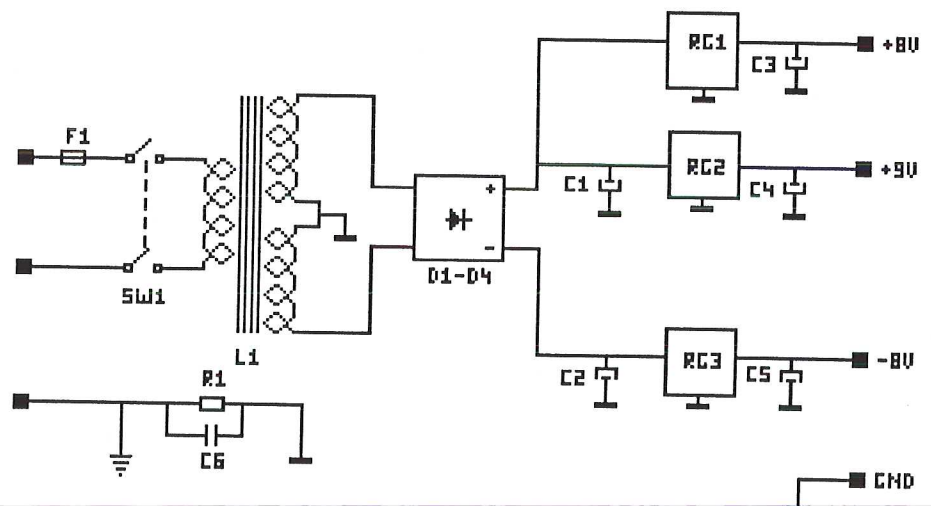 RG1
+8V
C3
F1
RG2
+9V
C1
C4
+
-
D1-D4
SW1
L1
RG3
-8V
C2
C5
R1
C6
GND